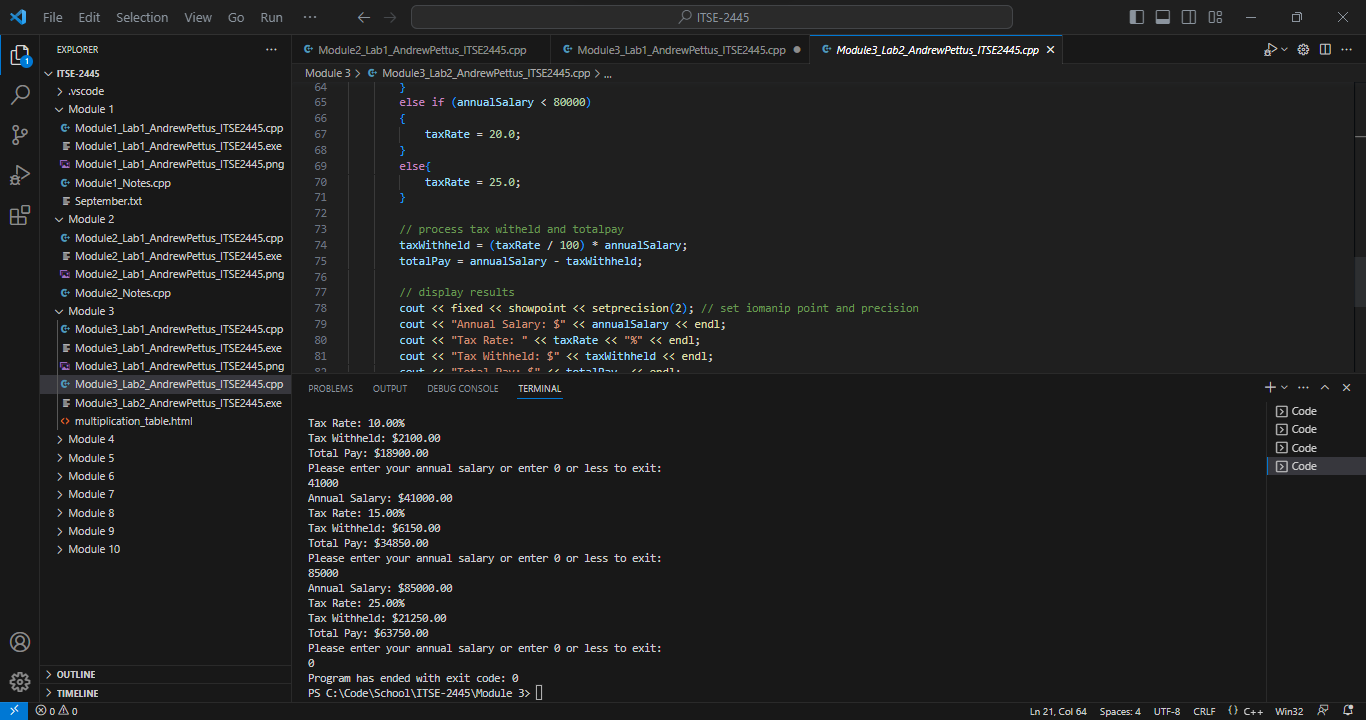 File Edit Selection View Go Run ··· ITSE-2445
EXPLORER ···
ITSE-2445
.vscode
Module 1
Module1_Lab1_AndrewPettus_ITSE2445.cpp
Module1_Lab1_AndrewPettus_ITSE2445.exe
Module1_Lab1_AndrewPettus_ITSE2445.png
Module1_Notes.cpp
September.txt
Module 2
Module2_Lab1_AndrewPettus_ITSE2445.cpp
Module2_Lab1_AndrewPettus_ITSE2445.exe
Module2_Lab1_AndrewPettus_ITSE2445.png
Module2_Notes.cpp
Module 3
Module3_Lab1_AndrewPettus_ITSE2445.cpp
Module3_Lab1_AndrewPettus_ITSE2445.exe
Module3_Lab1_AndrewPettus_ITSE2445.png
Module3_Lab2_AndrewPettus_ITSE2445.cpp
Module3_Lab2_AndrewPettus_ITSE2445.exe
multiplication_table.html
Module 4
Module 5
Module 6
Module 7
Module 8
Module 9
Module 10
OUTLINE
TIMELINE
1
Module2_Lab1_AndrewPettus_ITSE2445.cpp Module3_Lab1_AndrewPettus_ITSE2445.cpp Module3_Lab2_AndrewPettus_ITSE2445.cpp
Module 3 > Module3_Lab2_AndrewPettus_ITSE2445.cpp > ...
64 }
65 else if (annualSalary < 80000)
66 {
67 taxRate = 20.0;
68 }
69 else{
70 taxRate = 25.0;
71 }
72
73 // process tax witheld and totalpay
74 taxWithheld = (taxRate / 100) * annualSalary;
75 totalPay = annualSalary - taxWithheld;
76
77 // display results
78 cout << fixed << showpoint << setprecision(2); // set iomanip point and precision
79 cout << "Annual Salary: $" << annualSalary << endl;
80 cout << "Tax Rate: " << taxRate << "%" << endl;
81 cout << "Tax Withheld: $" << taxWithheld << endl;
82 cout << "Total Pay: $" << totalPay << endl;
PROBLEMS OUTPUT DEBUG CONSOLE TERMINAL
Tax Rate: 10.00%
Tax Withheld: $2100.00
Total Pay: $18900.00
Please enter your annual salary or enter 0 or less to exit:
41000
Annual Salary: $41000.00
Tax Rate: 15.00%
Tax Withheld: $6150.00
Total Pay: $34850.00
Please enter your annual salary or enter 0 or less to exit:
85000
Annual Salary: $85000.00
Tax Rate: 25.00%
Tax Withheld: $21250.00
Total Pay: $63750.00
Please enter your annual salary or enter 0 or less to exit:
0
Program has ended with exit code: 0
PS C:\Code\School\ITSE-2445\Module 3>
Code
Code
Code
Code
0 0 Ln 21, Col 64 Spaces: 4 UTF-8 CRLF {} C++ Win32